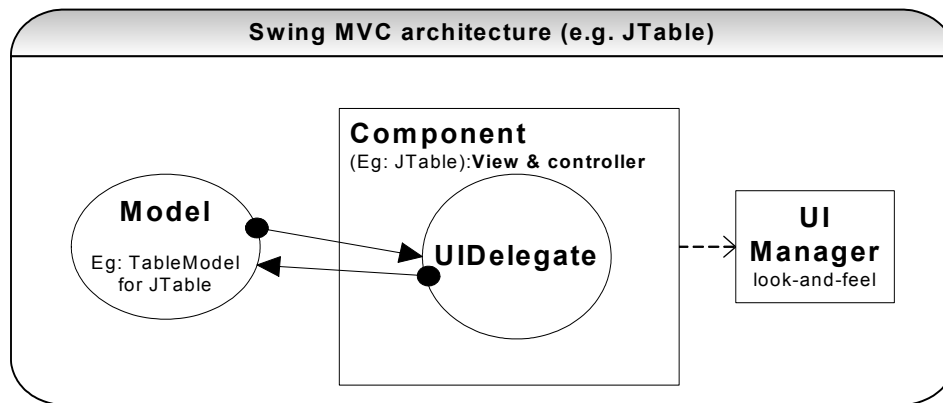 Swing MVC architecture (e.g. JTable)
Component
(Eg: JTable):View & controller
Model
Eg: TableModel
for JTable
UIDelegate
UI
Manager
look-and-feel